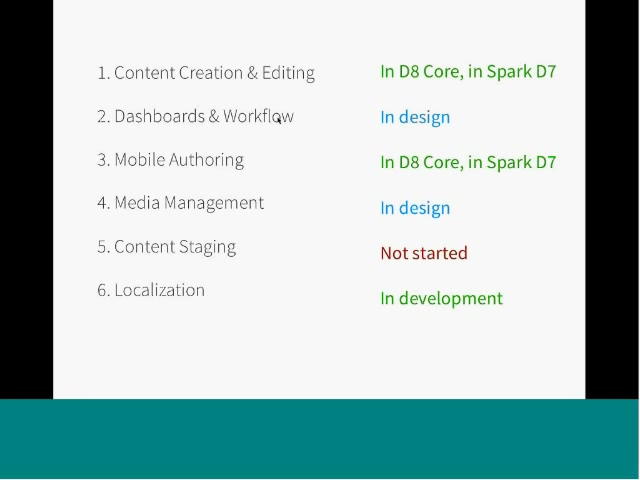 1. Content Creation & Editing In D8 Core, in Spark D7
2. Dashboards & Workflow In design
3. Mobile Authoring In D8 Core, in Spark D7
4. Media Management In design
5. Content Staging Not started
6. Localization In development